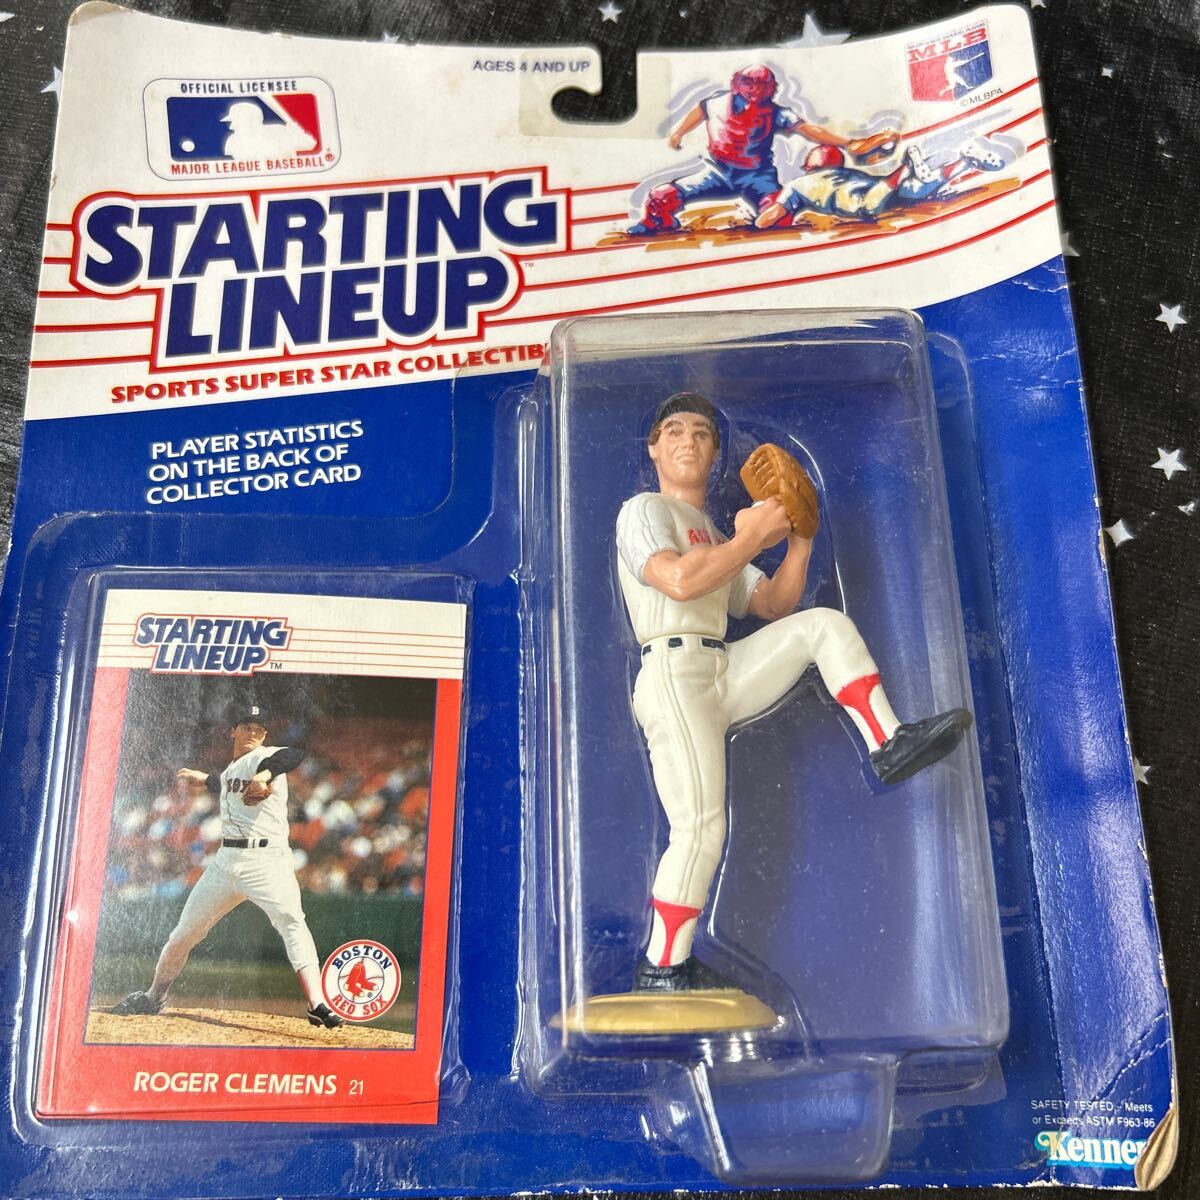 AGES 4 AND UP
OFFICIAL LICENSEE
MAJOR LEAGUE BASEBALL®
MLB
©MLBPA
STARTING
LINEUP™
SPORTS SUPER STAR COLLECTIB
PLAYER STATISTICS
ON THE BACK OF
COLLECTOR CARD
STARTING
LINEUP™
B
BOSTON
RED SOX
ROGER CLEMENS 21
SAFETY TESTED - Meets
or Exceeds ASTM F963-86
Kenner